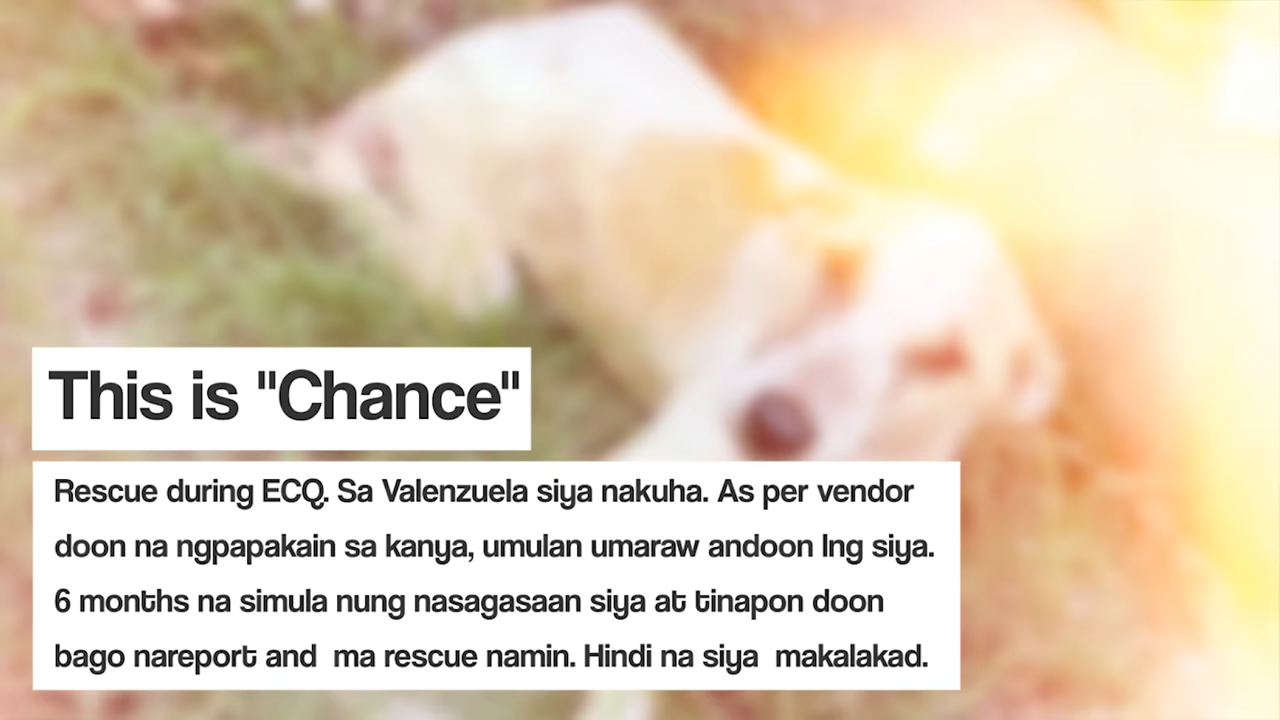 This is "Chance"
Rescue during ECQ. Sa Valenzuela siya nakuha. As per vendor
doon na ngpapakain sa kanya, umulan umaraw andoon lng siya.
6 months na simula nung nasagasaan siya at tinapon doon
bago nareport and  ma rescue namin. Hindi na siya  makalakad.